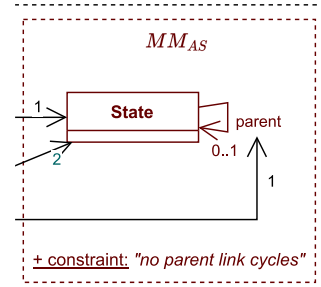 MM_AS
1
State
parent
2
0..1
1
+ constraint: "no parent link cycles"